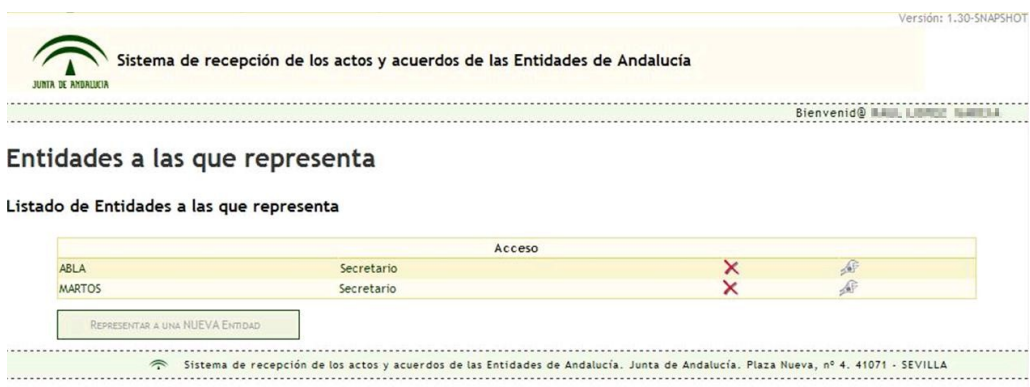 Versión: 1.30-SNAPSHOT
Sistema de recepción de los actos y acuerdos de las Entidades de Andalucía
JUNTA DE ANDALUCIA
Bienvenid@
Entidades a las que representa
Listado de Entidades a las que representa
Acceso
ABLA Secretario
MARTOS Secretario
REPRESENTAR A UNA NUEVA ENTIDAD
Sistema de recepción de los actos y acuerdos de las Entidades de Andalucía. Junta de Andalucía. Plaza Nueva, nº 4. 41071 - SEVILLA